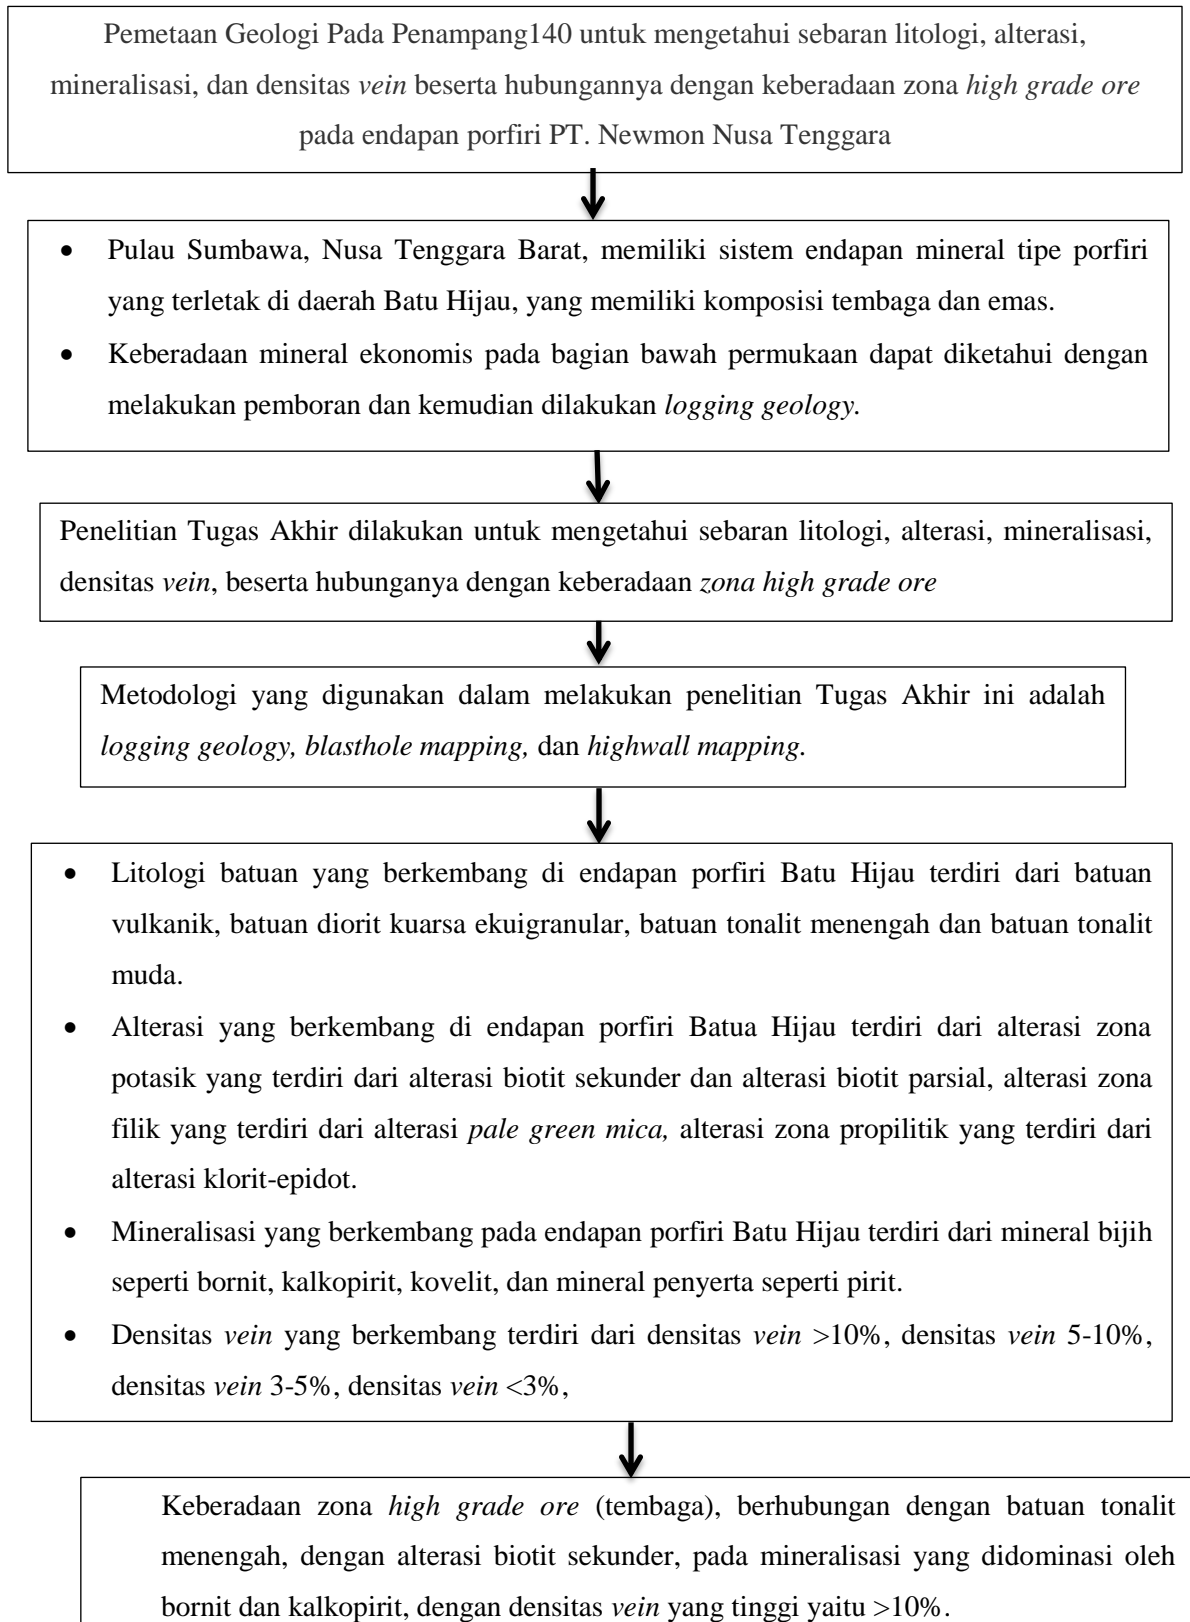 Pemetaan Geologi Pada Penampang140 untuk mengetahui sebaran litologi, alterasi,
mineralisasi, dan densitas vein beserta hubungannya dengan keberadaan zona high grade ore
pada endapan porfiri PT. Newmon Nusa Tenggara
• Pulau Sumbawa, Nusa Tenggara Barat, memiliki sistem endapan mineral tipe porfiri
yang terletak di daerah Batu Hijau, yang memiliki komposisi tembaga dan emas.
• Keberadaan mineral ekonomis pada bagian bawah permukaan dapat diketahui dengan
melakukan pemboran dan kemudian dilakukan logging geology.
Penelitian Tugas Akhir dilakukan untuk mengetahui sebaran litologi, alterasi, mineralisasi,
densitas vein, beserta hubunganya dengan keberadaan zona high grade ore
Metodologi yang digunakan dalam melakukan penelitian Tugas Akhir ini adalah
logging geology, blasthole mapping, dan highwall mapping.
• Litologi batuan yang berkembang di endapan porfiri Batu Hijau terdiri dari batuan
vulkanik, batuan diorit kuarsa ekuigranular, batuan tonalit menengah dan batuan tonalit
muda.
• Alterasi yang berkembang di endapan porfiri Batua Hijau terdiri dari alterasi zona
potasik yang terdiri dari alterasi biotit sekunder dan alterasi biotit parsial, alterasi zona
filik yang terdiri dari alterasi pale green mica, alterasi zona propilitik yang terdiri dari
alterasi klorit-epidot.
• Mineralisasi yang berkembang pada endapan porfiri Batu Hijau terdiri dari mineral bijih
seperti bornit, kalkopirit, kovelit, dan mineral penyerta seperti pirit.
• Densitas vein yang berkembang terdiri dari densitas vein >10%, densitas vein 5-10%,
densitas vein 3-5%, densitas vein <3%,
Keberadaan zona high grade ore (tembaga), berhubungan dengan batuan tonalit
menengah, dengan alterasi biotit sekunder, pada mineralisasi yang didominasi oleh
bornit dan kalkopirit, dengan densitas vein yang tinggi yaitu >10%.